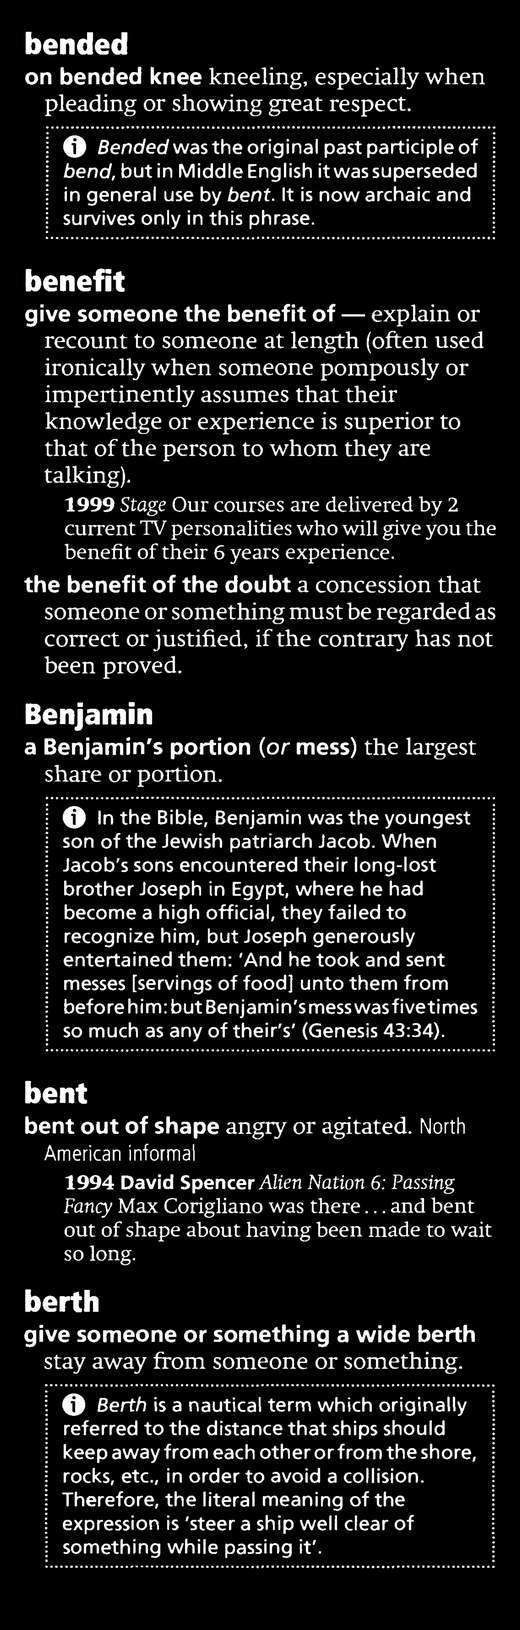 bended
on bended knee kneeling, especially when
pleading or showing great respect.
i Bended was the original past participle of
bend, but in Middle English it was superseded
in general use by bent. It is now archaic and
survives only in this phrase.
benefit
give someone the benefit of — explain or
recount to someone at length (often used
ironically when someone pompously or
impertinently assumes that their
knowledge or experience is superior to
that of the person to whom they are
talking).
1999 Stage Our courses are delivered by 2
current TV personalities who will give you the
benefit of their 6 years experience.
the benefit of the doubt a concession that
someone or something must be regarded as
correct or justified, if the contrary has not
been proved.
Benjamin
a Benjamin's portion (or mess) the largest
share or portion.
i In the Bible, Benjamin was the youngest
son of the Jewish patriarch Jacob. When
Jacob's sons encountered their long-lost
brother Joseph in Egypt, where he had
become a high official, they failed to
recognize him, but Joseph generously
entertained them: 'And he took and sent
messes [servings of food] unto them from
before him: but Benjamin's mess was five times
so much as any of their's' (Genesis 43:34).
bent
bent out of shape angry or agitated. North
American informal
1994 David Spencer Alien Nation 6: Passing
Fancy Max Corigliano was there...and bent
out of shape about having been made to wait
so long.
berth
give someone or something a wide berth
stay away from someone or something.
i Berth is a nautical term which originally
referred to the distance that ships should
keep away from each other or from the shore,
rocks, etc., in order to avoid a collision.
Therefore, the literal meaning of the
expression is 'steer a ship well clear of
something while passing it'.